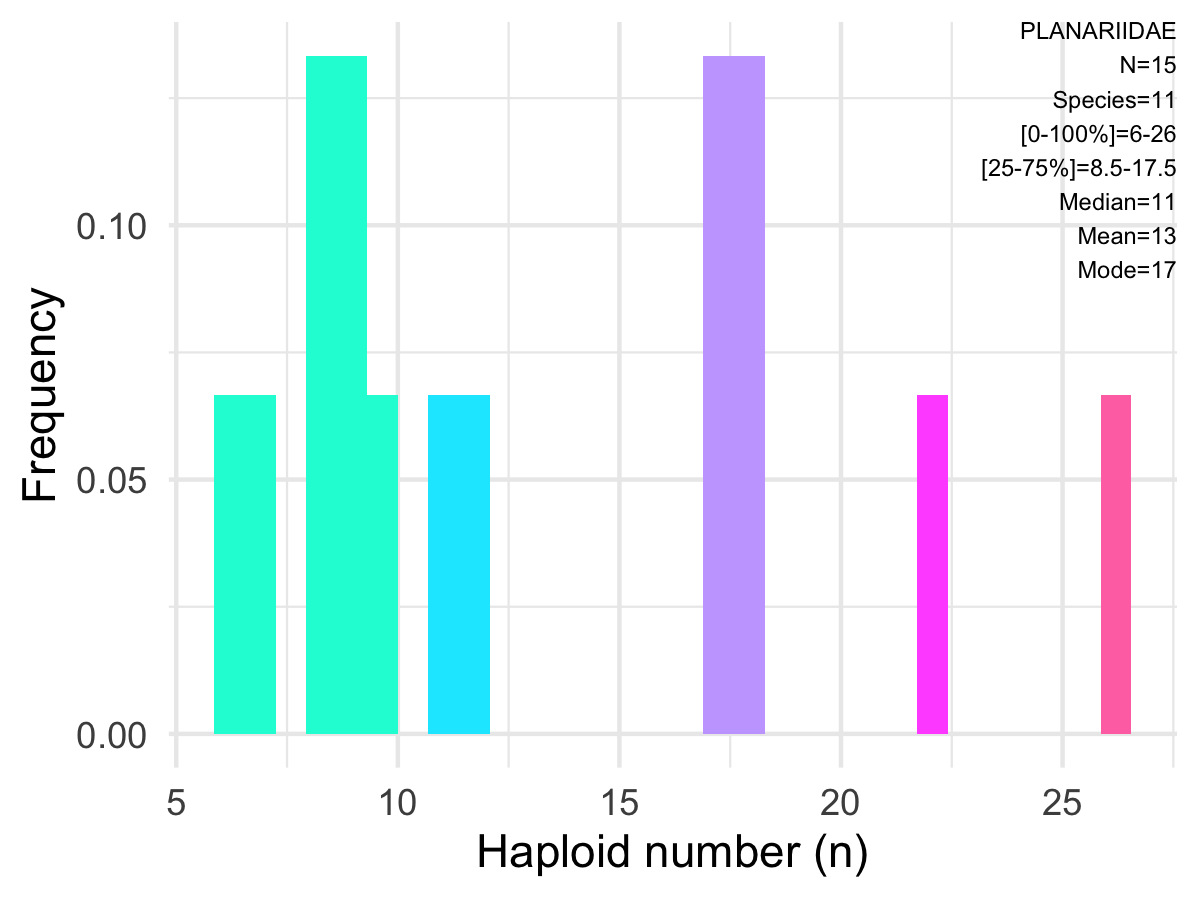 PLANARIIDAE
N=15
Species=11
[0-100%]=6-26
[25-75%]=8.5-17.5
Median=11
Mean=13
Mode=17
0.10
0.05
0.00
Frequency
5 10 15 20 25
Haploid number (n)